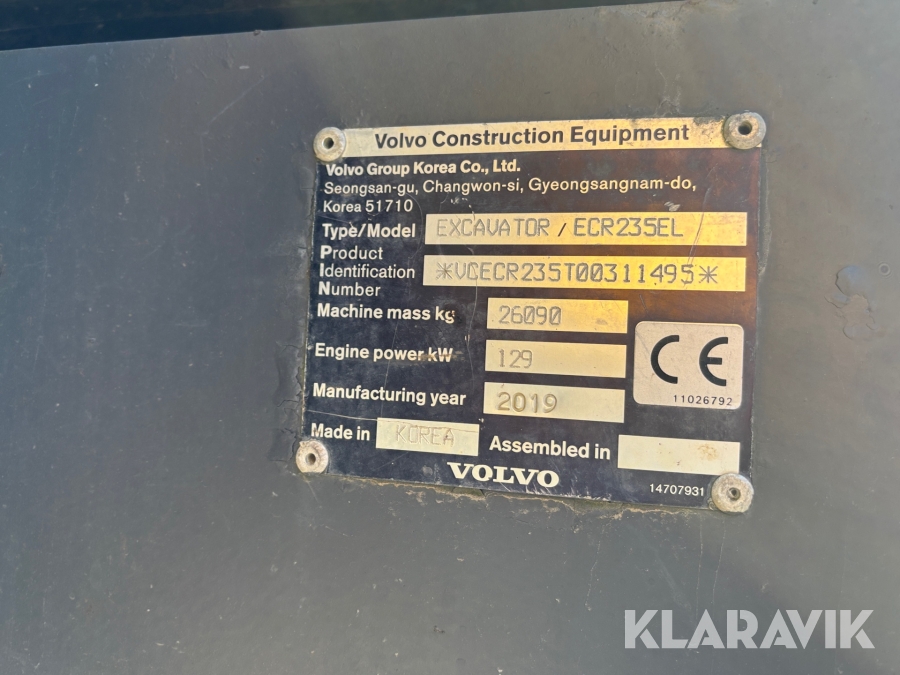 Volvo Construction Equipment
Volvo Group Korea Co., Ltd.
Seongsan-gu, Changwon-si, Gyeongsangnam-do,
Korea 51710
Type/Model EXCAVATOR / ECR235EL
Product
Identification *VCECR235T00311495*
Number
Machine mass kg 26090
Engine power kW 129
Manufacturing year 2019
CE
11026792
Made in KOREA Assembled in
VOLVO
14707931
KLARAVIK